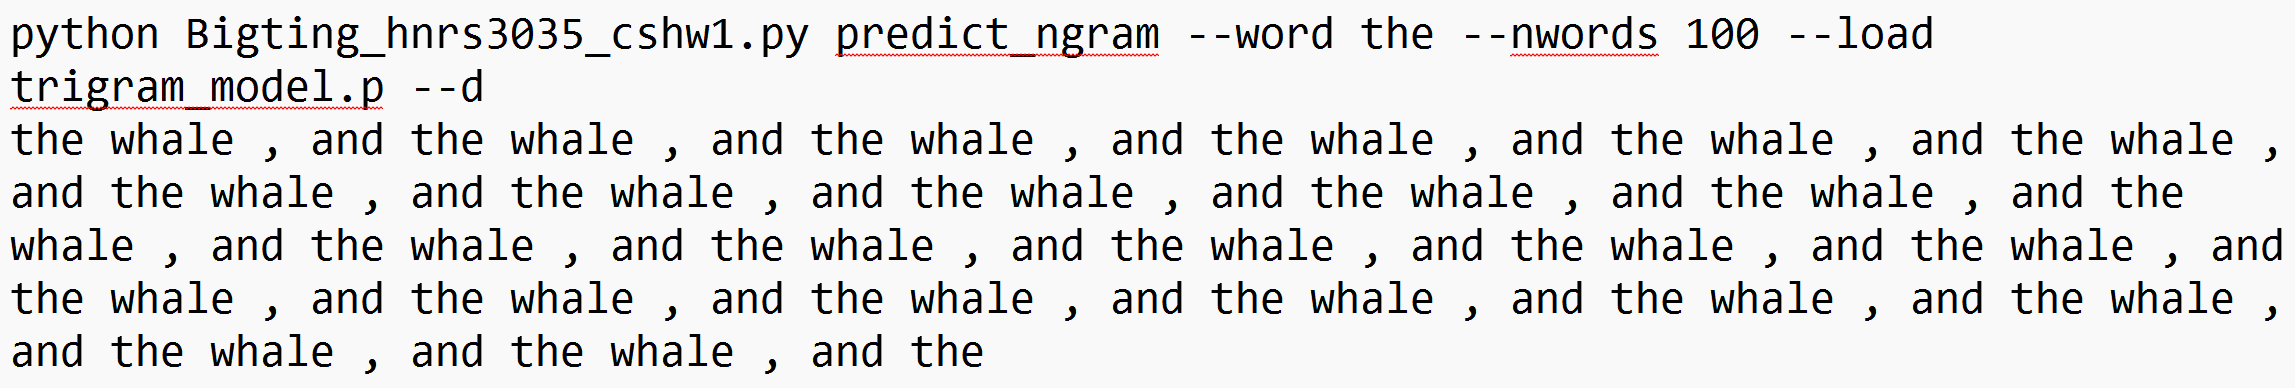 python Bigting_hnrs3035_cshw1.py predict_ngram --word the --nwords 100 --load
trigram_model.p --d
the whale , and the whale , and the whale , and the whale , and the whale , and the whale ,
and the whale , and the whale , and the whale , and the whale , and the whale , and the
whale , and the whale , and the whale , and the whale , and the whale , and the whale , and
the whale , and the whale , and the whale , and the whale , and the whale , and the whale ,
and the whale , and the whale , and the